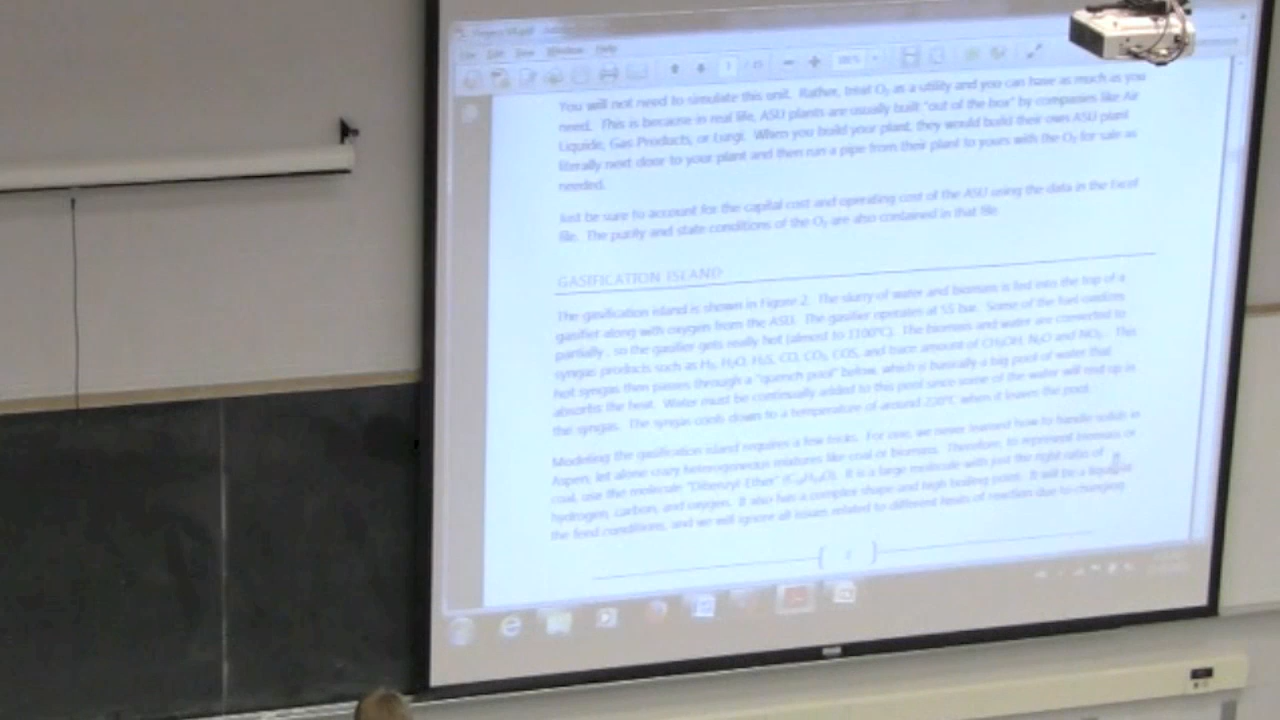 Window Help
You will not need to simulate this unit. Rather, treat O₂ as a utility and you can have as much as you
need. This is because in real life, ASU plants are usually built "out of the box" by companies like Air
Liquide, Gas Products, or Lurgi. When you build your plant, they would build their own ASU plant
literally next door to your plant and then run a pipe from their plant to yours with the O₂ for sale as
needed.
Just be sure to account for the capital cost and operating cost of the ASU using the data in the Excel
file. The purity and state conditions of the O₂ are also contained in that file.
GASIFICATION ISLAND
The gasification island is shown in Figure 2. The slurry of water and biomass is fed into the top of a
gasifier along with oxygen from the ASU. The gasifier operates at 55 bar. Some of the fuel
partially, so the gasifier gets really hot (almost to 1100°C). The biomass and water are converted to
syngas products such as H₂, H₂O, H₂S, CO, CO₂, COS, and trace amount of CH₃OH, N₂O and NO₂. This
hot syngas then passes through a "quench pool" below, which is basically a big pool of water that
absorbs the heat. Water must be continually added to this pool since some of the water will end up in
the syngas. The syngas cools down to a temperature of around 220°C when it leaves the pool.
Modeling the gasification island requires a few tricks. For one, we never learned how to handle solids in
Aspen, let alone crazy heterogeneous mixtures like coal or biomass. Therefore, to represent biomass or
coal, use the molecule "Dibenzyl Ether" (C₁₄H₁₄O). It is a large molecule with just the right ratio of
hydrogen, carbon, and oxygen. It also has a complex shape and high boiling point. It will be a liquid at
the feed conditions, and we will ignore all issues related to different heats of reaction due to changing